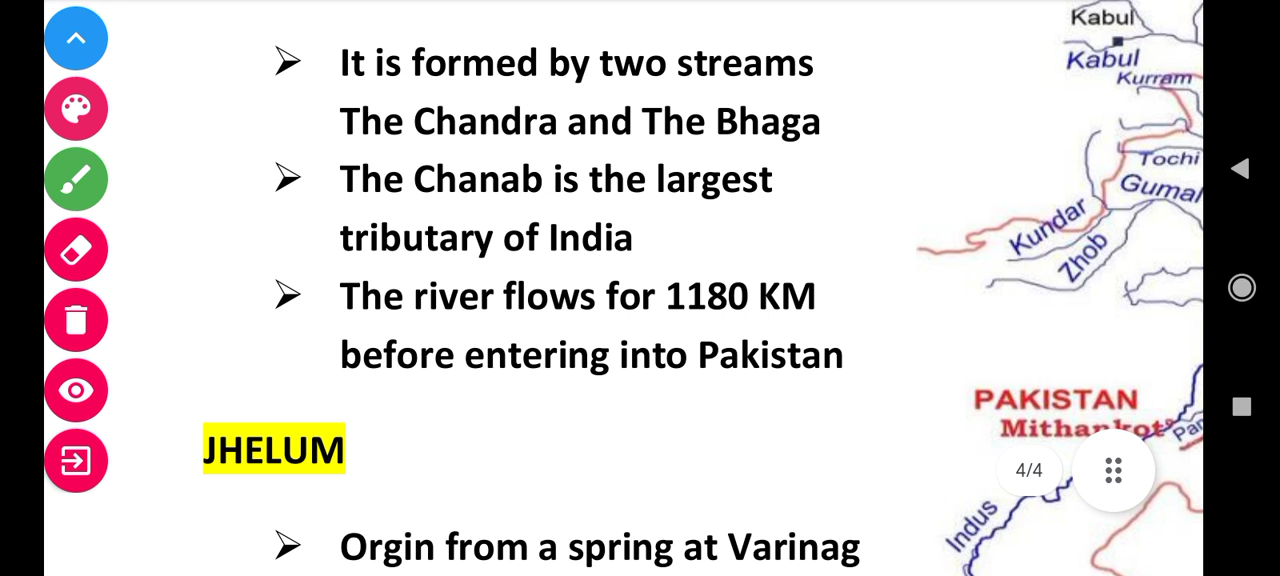 It is formed by two streams
The Chandra and The Bhaga
The Chanab is the largest
tributary of India
The river flows for 1180 KM
before entering into Pakistan
JHELUM
Orgin from a spring at Varinag
Kabul
Kabul
Kurram
Tochi
Gumal
Kundar
Zhob
PAKISTAN
Mithankot
4/4
Indus